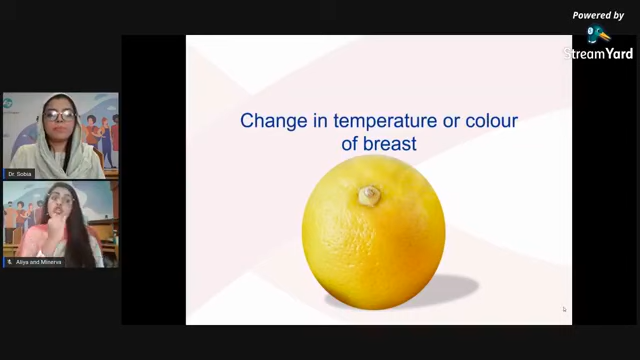 Powered by
StreamYard
Change in temperature or colour
of breast
Dr. Sobia
Aliya and Minerva